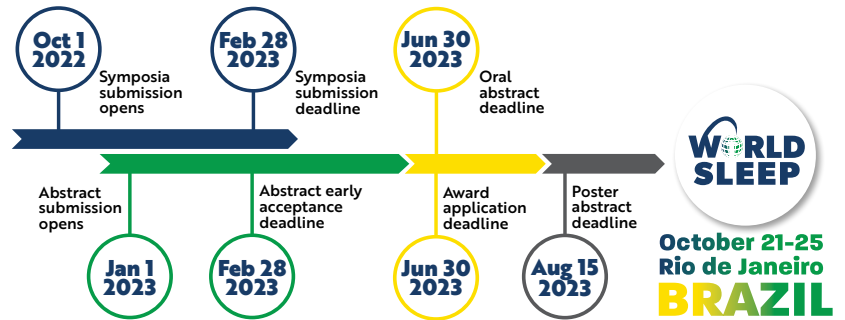 Oct 1
2022
Symposia
submission
opens
Feb 28
2023
Symposia
submission
deadline
Jun 30
2023
Oral
abstract
deadline
Abstract
submission
opens
Jan 1
2023
Abstract early
acceptance
deadline
Feb 28
2023
Award
application
deadline
Jun 30
2023
Poster
abstract
deadline
Aug 15
2023
WORLD
SLEEP
October 21-25
Rio de Janeiro
BRAZIL